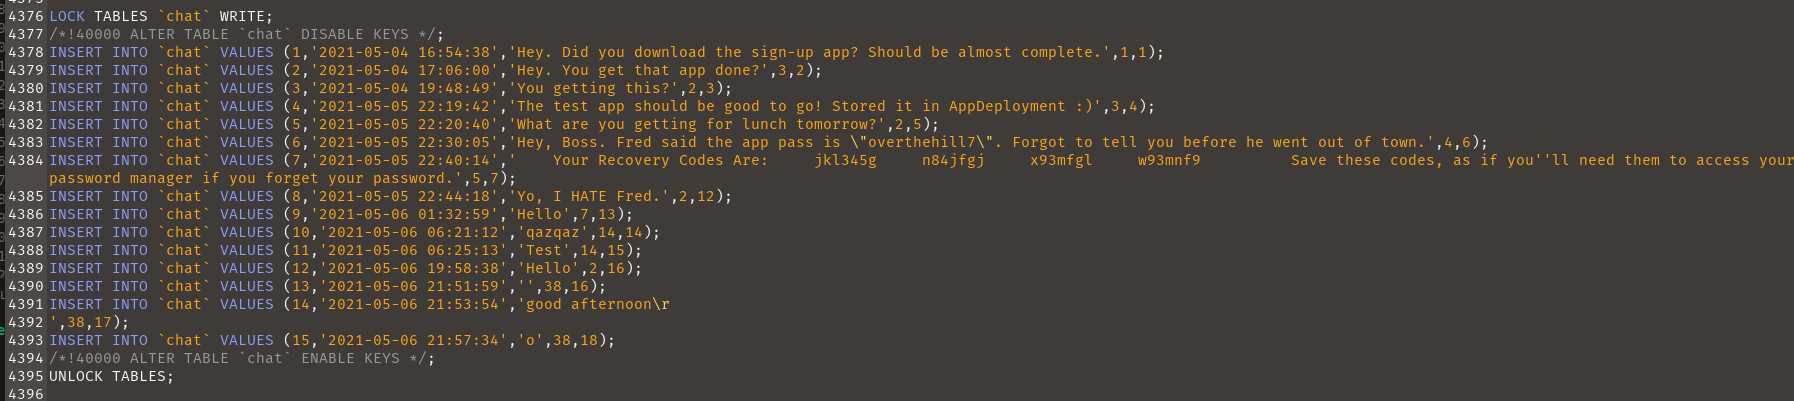 4376 LOCK TABLES `chat` WRITE;
4377 /*!40000 ALTER TABLE `chat` DISABLE KEYS */;
4378 INSERT INTO `chat` VALUES (1,'2021-05-04 16:54:38','Hey. Did you download the sign-up app? Should be almost complete.',1,1);
4379 INSERT INTO `chat` VALUES (2,'2021-05-04 17:06:00','Hey. You get that app done?',3,2);
4380 INSERT INTO `chat` VALUES (3,'2021-05-04 19:48:49','You getting this?',2,3);
4381 INSERT INTO `chat` VALUES (4,'2021-05-05 22:19:42','The test app should be good to go! Stored it in AppDeployment :)',3,4);
4382 INSERT INTO `chat` VALUES (5,'2021-05-05 22:20:40','What are you getting for lunch tomorrow?',2,5);
4383 INSERT INTO `chat` VALUES (6,'2021-05-05 22:30:05','Hey, Boss. Fred said the app pass is \"overthehill7\". Forgot to tell you before he went out of town.',4,6);
4384 INSERT INTO `chat` VALUES (7,'2021-05-05 22:40:14','    Your Recovery Codes Are:     jkl345g     n84jfgj     x93mfgl     w93mnf9          Save these codes, as if you''ll need them to access your
password manager if you forget your password.',5,7);
4385 INSERT INTO `chat` VALUES (8,'2021-05-05 22:44:18','Yo, I HATE Fred.',2,12);
4386 INSERT INTO `chat` VALUES (9,'2021-05-06 01:32:59','Hello',7,13);
4387 INSERT INTO `chat` VALUES (10,'2021-05-06 06:21:12','qazqaz',14,14);
4388 INSERT INTO `chat` VALUES (11,'2021-05-06 06:25:13','Test',14,15);
4389 INSERT INTO `chat` VALUES (12,'2021-05-06 19:58:38','Hello',2,16);
4390 INSERT INTO `chat` VALUES (13,'2021-05-06 21:51:59','',38,16);
4391 INSERT INTO `chat` VALUES (14,'2021-05-06 21:53:54','good afternoon\r
4392 ',38,17);
4393 INSERT INTO `chat` VALUES (15,'2021-05-06 21:57:34','o',38,18);
4394 /*!40000 ALTER TABLE `chat` ENABLE KEYS */;
4395 UNLOCK TABLES;
4396